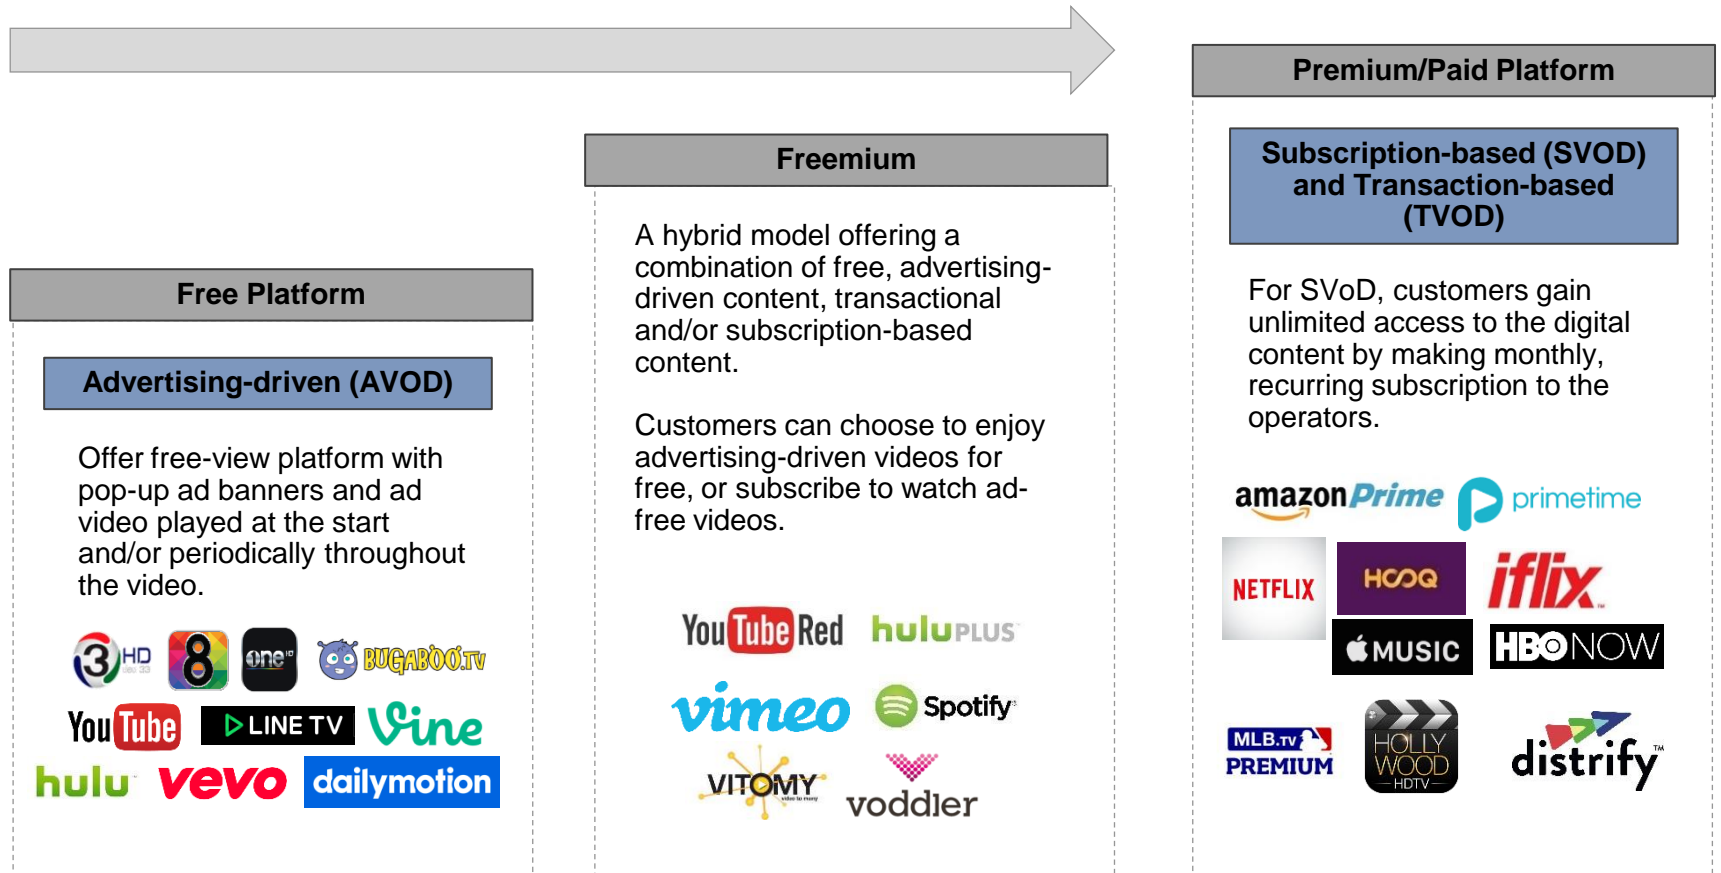 Premium/Paid Platform
Subscription-based (SVOD)
and Transaction-based
(TVOD)
For SVoD, customers gain
unlimited access to the digital
content by making monthly,
recurring subscription to the
operators.
amazon Prime
primetime
NETFLIX
HOOQ
iflix
MUSIC
HBO NOW
MLB.TV
PREMIUM
HOLLY
WOOD
HDTV
distrify™
Freemium
A hybrid model offering a
combination of free, advertising-
driven content, transactional
and/or subscription-based
content.
Customers can choose to enjoy
advertising-driven videos for
free, or subscribe to watch ad-
free videos.
YouTube Red
hulu PLUS
vimeo
Spotify
VITOMY
video to many
voddler
Free Platform
Advertising-driven (AVOD)
Offer free-view platform with
pop-up ad banners and ad
video played at the start
and/or periodically throughout
the video.
3 HD
8
one HD
BUGABOO.TV
YouTube
LINE TV
Vine
hulu
vevo
dailymotion